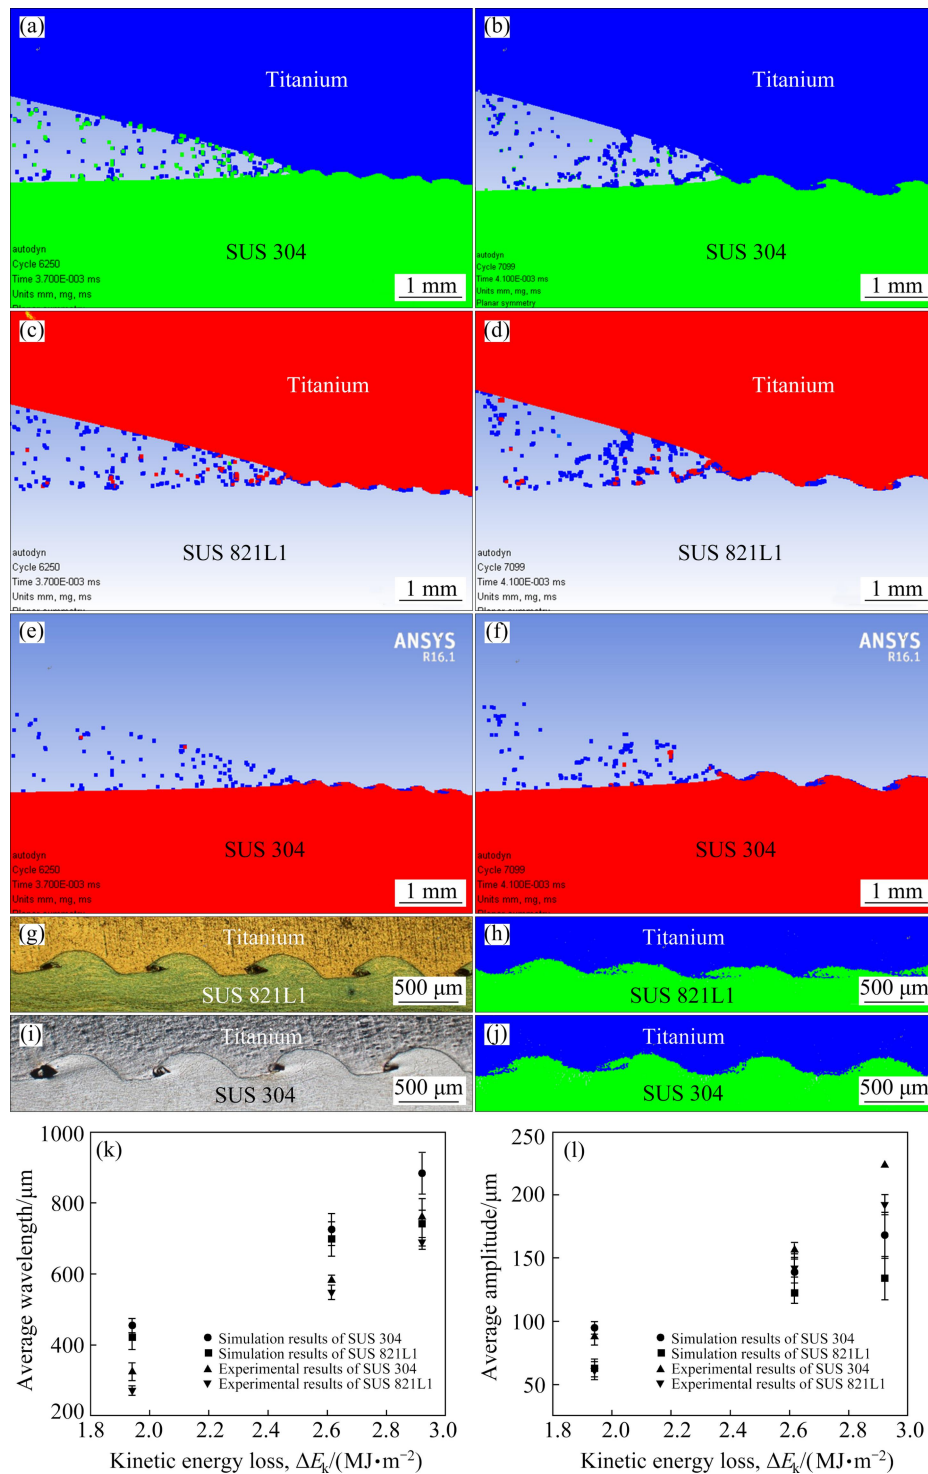 (a)
Titanium
SUS 304
autodyn
Cycle 6250
Time 3.700E-003 ms
Units mm, mg, ms
Planar symmetry
1 mm
(b)
Titanium
SUS 304
autodyn
Cycle 7099
Time 4.100E-003 ms
Units mm, mg, ms
Planar symmetry
1 mm
(c)
Titanium
SUS 821L1
autodyn
Cycle 6250
Time 3.700E-003 ms
Units mm, mg, ms
1 mm
(d)
Titanium
SUS 821L1
autodyn
Cycle 7099
Time 4.100E-003 ms
Units mm, mg, ms
1 mm
(e)
ANSYS
R16.1
SUS 304
autodyn
Cycle 6250
Time 3.700E-003 ms
Units mm, mg, ms
1 mm
(f)
ANSYS
R16.1
SUS 304
autodyn
Cycle 7099
Time 4.100E-003 ms
Units mm, mg, ms
1 mm
(g)
Titanium
SUS 821L1
500 μm
(h)
Titanium
SUS 821L1
500 μm
(i)
Titanium
SUS 304
500 μm
(j)
Titanium
SUS 304
500 μm
(k)
1000
800
600
400
200
Average wavelength/μm
Simulation results of SUS 304
Simulation results of SUS 821L1
Experimental results of SUS 304
Experimental results of SUS 821L1
1.8 2.0 2.2 2.4 2.6 2.8 3.0
Kinetic energy loss, ΔEₖ/(MJ•m⁻²)
(l)
250
200
150
100
50
Average amplitude/μm
Simulation results of SUS 304
Simulation results of SUS 821L1
Experimental results of SUS 304
Experimental results of SUS 821L1
1.8 2.0 2.2 2.4 2.6 2.8 3.0
Kinetic energy loss, ΔEₖ/(MJ•m⁻²)